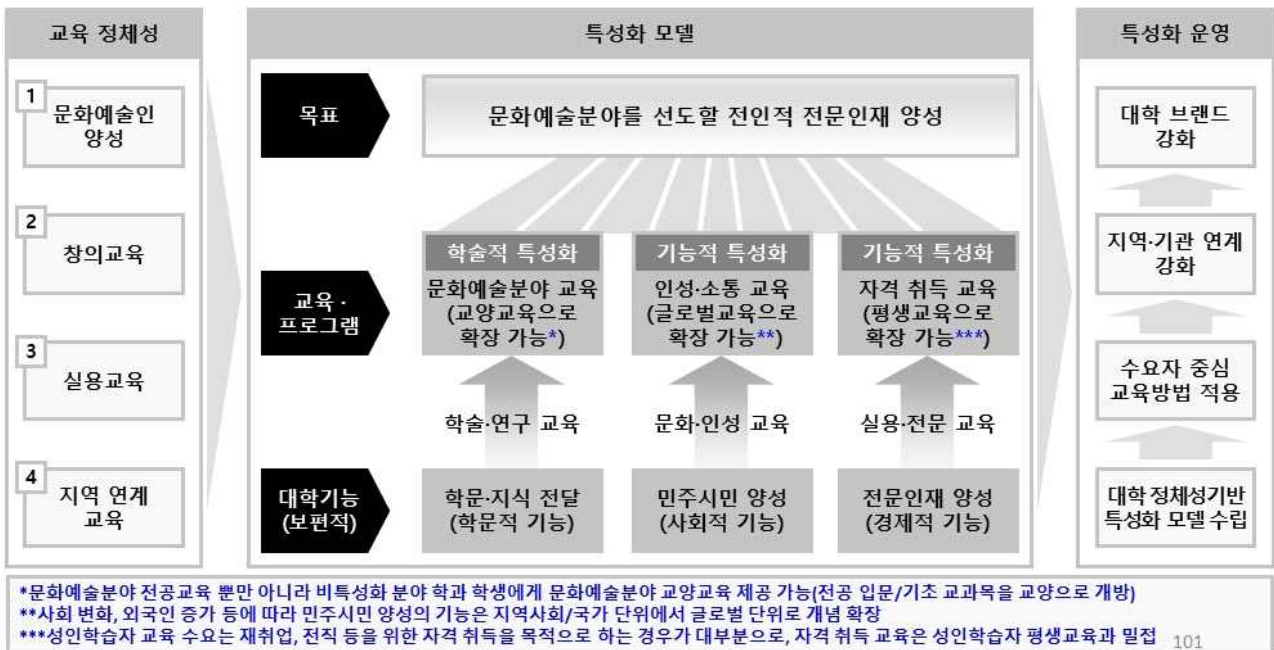 교육 정체성
1
문화예술인
양성
2
창의교육
3
실용교육
4
지역 연계
교육
특성화 모델
목표
문화예술분야를 선도할 전인적 전문인재 양성
교육·
프로그램
학술적 특성화
문화예술분야 교육
(교양교육으로
확장 가능*)
기능적 특성화
인성·소통 교육
(글로벌교육으로
확장 가능**)
기능적 특성화
자격 취득 교육
(평생교육으로
확장 가능***)
학술·연구 교육
문화·인성 교육
실용·전문 교육
대학기능
(보편적)
학문·지식 전달
(학문적 기능)
민주시민 양성
(사회적 기능)
전문인재 양성
(경제적 기능)
특성화 운영
대학 브랜드
강화
지역·기관 연계
강화
수요자 중심
교육방법 적용
대학 정체성기반
특성화 모델 수립
*문화예술분야 전공교육 뿐만 아니라 비특성화 분야 학과 학생에게 문화예술분야 교양교육 제공 가능(전공 입문/기초 교과목을 교양으로 개방)
**사회 변화, 외국인 증가 등에 따라 민주시민 양성의 기능은 지역사회/국가 단위에서 글로벌 단위로 개념 확장
***성인학습자 교육 수요는 재취업, 전직 등을 위한 자격 취득을 목적으로 하는 경우가 대부분으로, 자격 취득 교육은 성인학습자 평생교육과 밀접
101